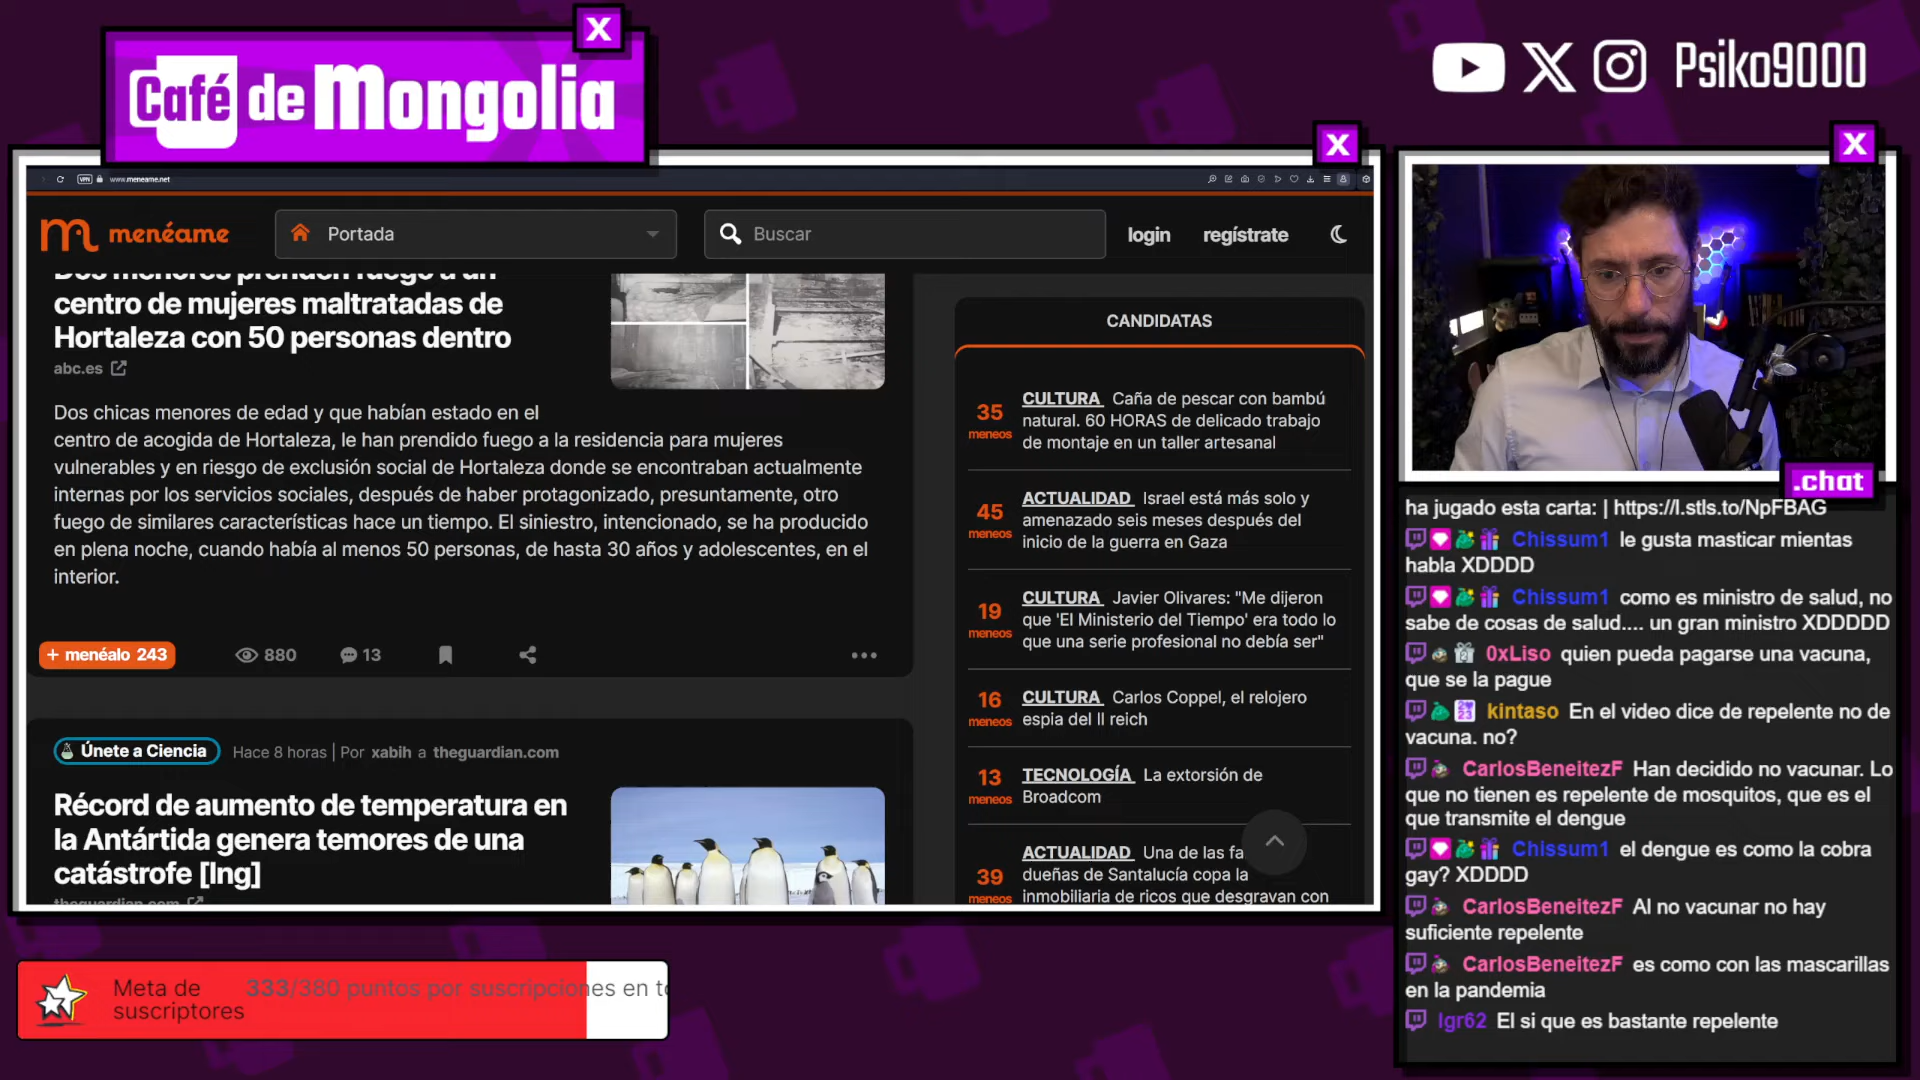 X
Café de Mongolia
Psiko9000
X
X
VPN
www.meneame.net
menéame
Portada
Buscar
login
regístrate
Dos menores prenden fuego a un
centro de mujeres maltratadas de
Hortaleza con 50 personas dentro
abc.es
Dos chicas menores de edad y que habían estado en el
centro de acogida de Hortaleza, le han prendido fuego a la residencia para mujeres
vulnerables y en riesgo de exclusión social de Hortaleza donde se encontraban actualmente
internas por los servicios sociales, después de haber protagonizado, presuntamente, otro
fuego de similares características hace un tiempo. El siniestro, intencionado, se ha producido
en plena noche, cuando había al menos 50 personas, de hasta 30 años y adolescentes, en el
interior.
+ menéalo 243
880
13
Únete a Ciencia
Hace 8 horas | Por xabih a theguardian.com
Récord de aumento de temperatura en
la Antártida genera temores de una
catástrofe [Ing]
theguardian.com
CANDIDATAS
35 meneos
CULTURA Caña de pescar con bambú
natural. 60 HORAS de delicado trabajo
de montaje en un taller artesanal
45 meneos
ACTUALIDAD Israel está más solo y
amenazado seis meses después del
inicio de la guerra en Gaza
19 meneos
CULTURA Javier Olivares: "Me dijeron
que 'El Ministerio del Tiempo' era todo lo
que una serie profesional no debía ser"
16 meneos
CULTURA Carlos Coppel, el relojero
espia del II reich
13 meneos
TECNOLOGÍA La extorsión de
Broadcom
39 meneos
ACTUALIDAD Una de las fa
dueñas de Santalucía copa la
inmobiliaria de ricos que desgravan con
.chat
ha jugado esta carta: | https://l.stls.to/NpFBAG
Chissum1 le gusta masticar mientas
habla XDDDD
Chissum1 como es ministro de salud, no
sabe de cosas de salud.... un gran ministro XDDDDD
0xLiso quien pueda pagarse una vacuna,
que se la pague
kintaso En el video dice de repelente no de
vacuna. no?
CarlosBeneitezF Han decidido no vacunar. Lo
que no tienen es repelente de mosquitos, que es el
que transmite el dengue
Chissum1 el dengue es como la cobra
gay? XDDDD
CarlosBeneitezF Al no vacunar no hay
suficiente repelente
CarlosBeneitezF es como con las mascarillas
en la pandemia
lgr62 El si que es bastante repelente
Meta de
suscriptores
333/380 puntos por suscripciones en to